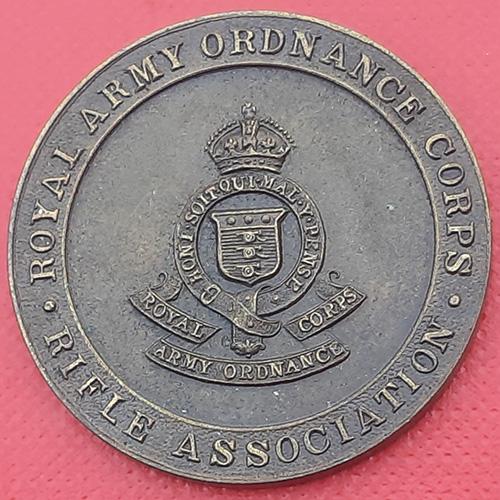 · ROYAL ARMY ORDNANCE CORPS ·
RIFLE ASSOCIATION
HONI·SOIT·QUI·MAL·Y·PENSE
ROYAL
CORPS
ARMY ORDNANCE